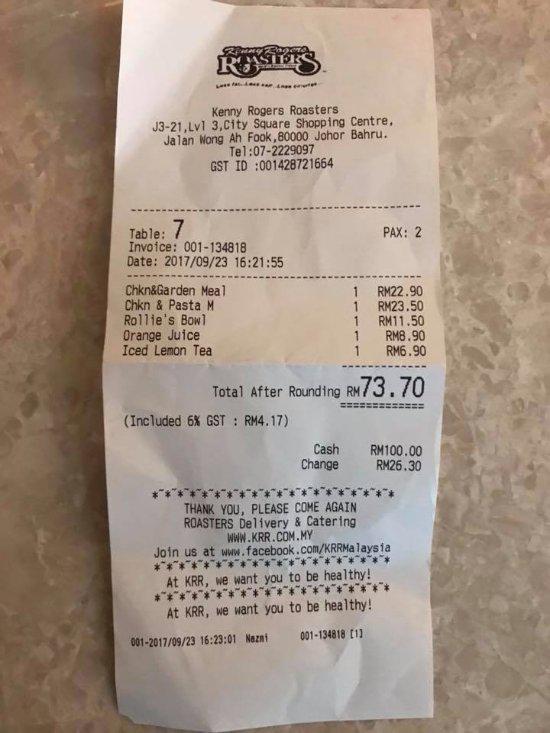 Kenny Rogers
ROASTERS
Less fat...Less salt...Less calories
Kenny Rogers Roasters
J3-21,Lvl 3,City Square Shopping Centre,
Jalan Wong Ah Fook,80000 Johor Bahru.
Tel:07-2229097
GST ID :001428721664
Table: 7 PAX: 2
Invoice: 001-134818
Date: 2017/09/23 16:21:55
Chkn&Garden Meal 1 RM22.90
Chkn & Pasta M 1 RM23.50
Rollie's Bowl 1 RM11.50
Orange Juice 1 RM8.90
Iced Lemon Tea 1 RM6.90
Total After Rounding RM73.70
(Included 6% GST : RM4.17)
Cash RM100.00
Change RM26.30
THANK YOU, PLEASE COME AGAIN
ROASTERS Delivery & Catering
WWW.KRR.COM.MY
Join us at www.facebook.com/KRRMalaysia
At KRR, we want you to be healthy!
At KRR, we want you to be healthy!
001-2017/09/23 16:23:01 Nazmi 001-134818 [1]